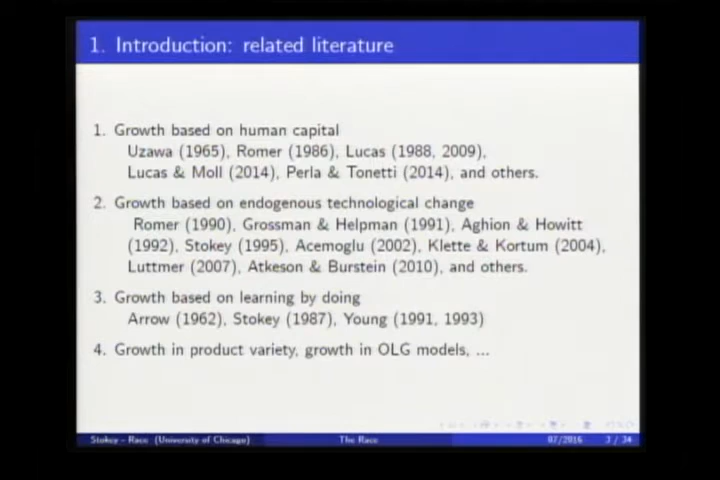 1. Introduction: related literature
1. Growth based on human capital
Uzawa (1965), Romer (1986), Lucas (1988, 2009),
Lucas & Moll (2014), Perla & Tonetti (2014), and others.
2. Growth based on endogenous technological change
Romer (1990), Grossman & Helpman (1991), Aghion & Howitt
(1992), Stokey (1995), Acemoglu (2002), Klette & Kortum (2004),
Luttmer (2007), Atkeson & Burstein (2010), and others.
3. Growth based on learning by doing
Arrow (1962), Stokey (1987), Young (1991, 1993)
4. Growth in product variety, growth in OLG models, ...
Stokey - Race (University of Chicago) The Race 07/2016 3 / 34